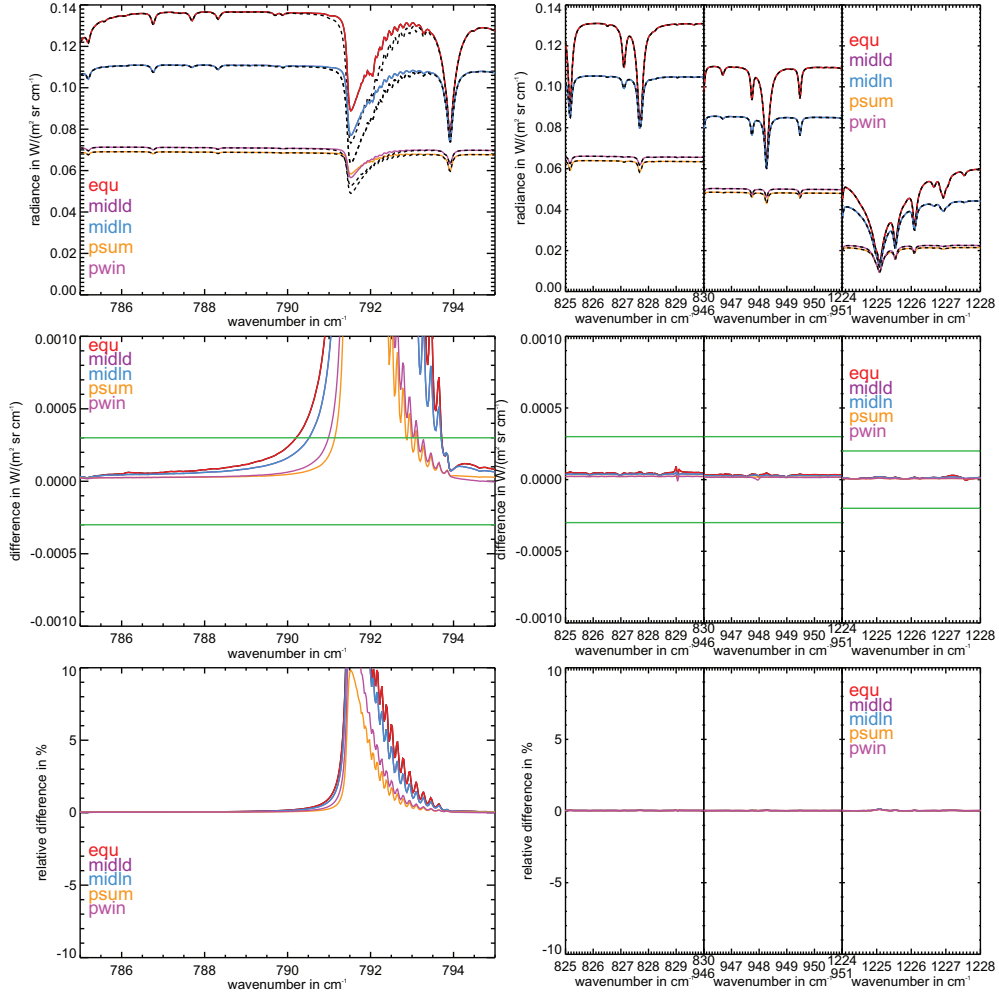 0.14
0.12
0.10
0.08
0.06
0.04
0.02
0.00
radiance in W/(m² sr cm⁻¹)
equ
midld
midln
psum
pwin
786
788
790
792
794
wavenumber in cm⁻¹
0.14
0.12
0.10
0.08
0.06
0.04
0.02
0.00
radiance in W/(m² sr cm⁻¹)
equ
midld
midln
psum
pwin
825 826 827 828 829 830
946 947 948 949 950 951
1224 1225 1226 1227 1228
wavenumber in cm⁻¹
wavenumber in cm⁻¹
wavenumber in cm⁻¹
0.0010
0.0005
0.0000
-0.0005
-0.0010
difference in W/(m² sr cm⁻¹)
equ
midld
midln
psum
pwin
786
788
790
792
794
wavenumber in cm⁻¹
0.0010
0.0005
0.0000
-0.0005
-0.0010
difference in W/(m² sr cm⁻¹)
equ
midld
midln
psum
pwin
825 826 827 828 829 830
946 947 948 949 950 951
1224 1225 1226 1227 1228
wavenumber in cm⁻¹
wavenumber in cm⁻¹
wavenumber in cm⁻¹
10
5
0
-5
-10
relative difference in %
equ
midld
midln
psum
pwin
786
788
790
792
794
wavenumber in cm⁻¹
10
5
0
-5
-10
relative difference in %
equ
midld
midln
psum
pwin
825 826 827 828 829 830
946 947 948 949 950 951
1224 1225 1226 1227 1228
wavenumber in cm⁻¹
wavenumber in cm⁻¹
wavenumber in cm⁻¹